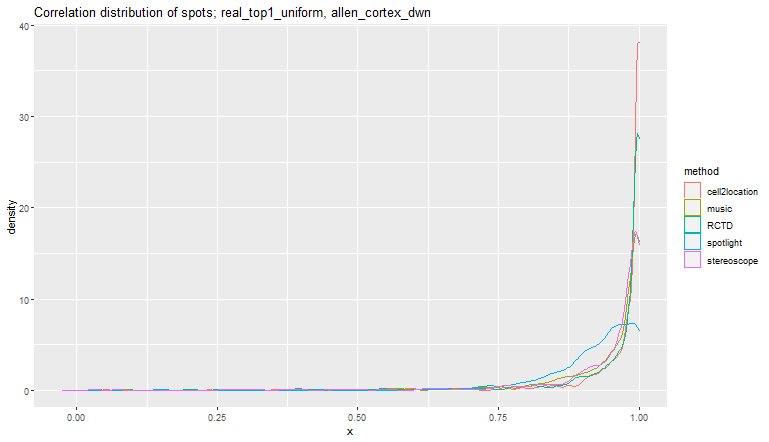 Correlation distribution of spots; real_top1_uniform, allen_cortex_dwn
40
30
20
10
0
density
0.00
0.25
0.50
0.75
1.00
x
method
cell2location
music
RCTD
spotlight
stereoscope